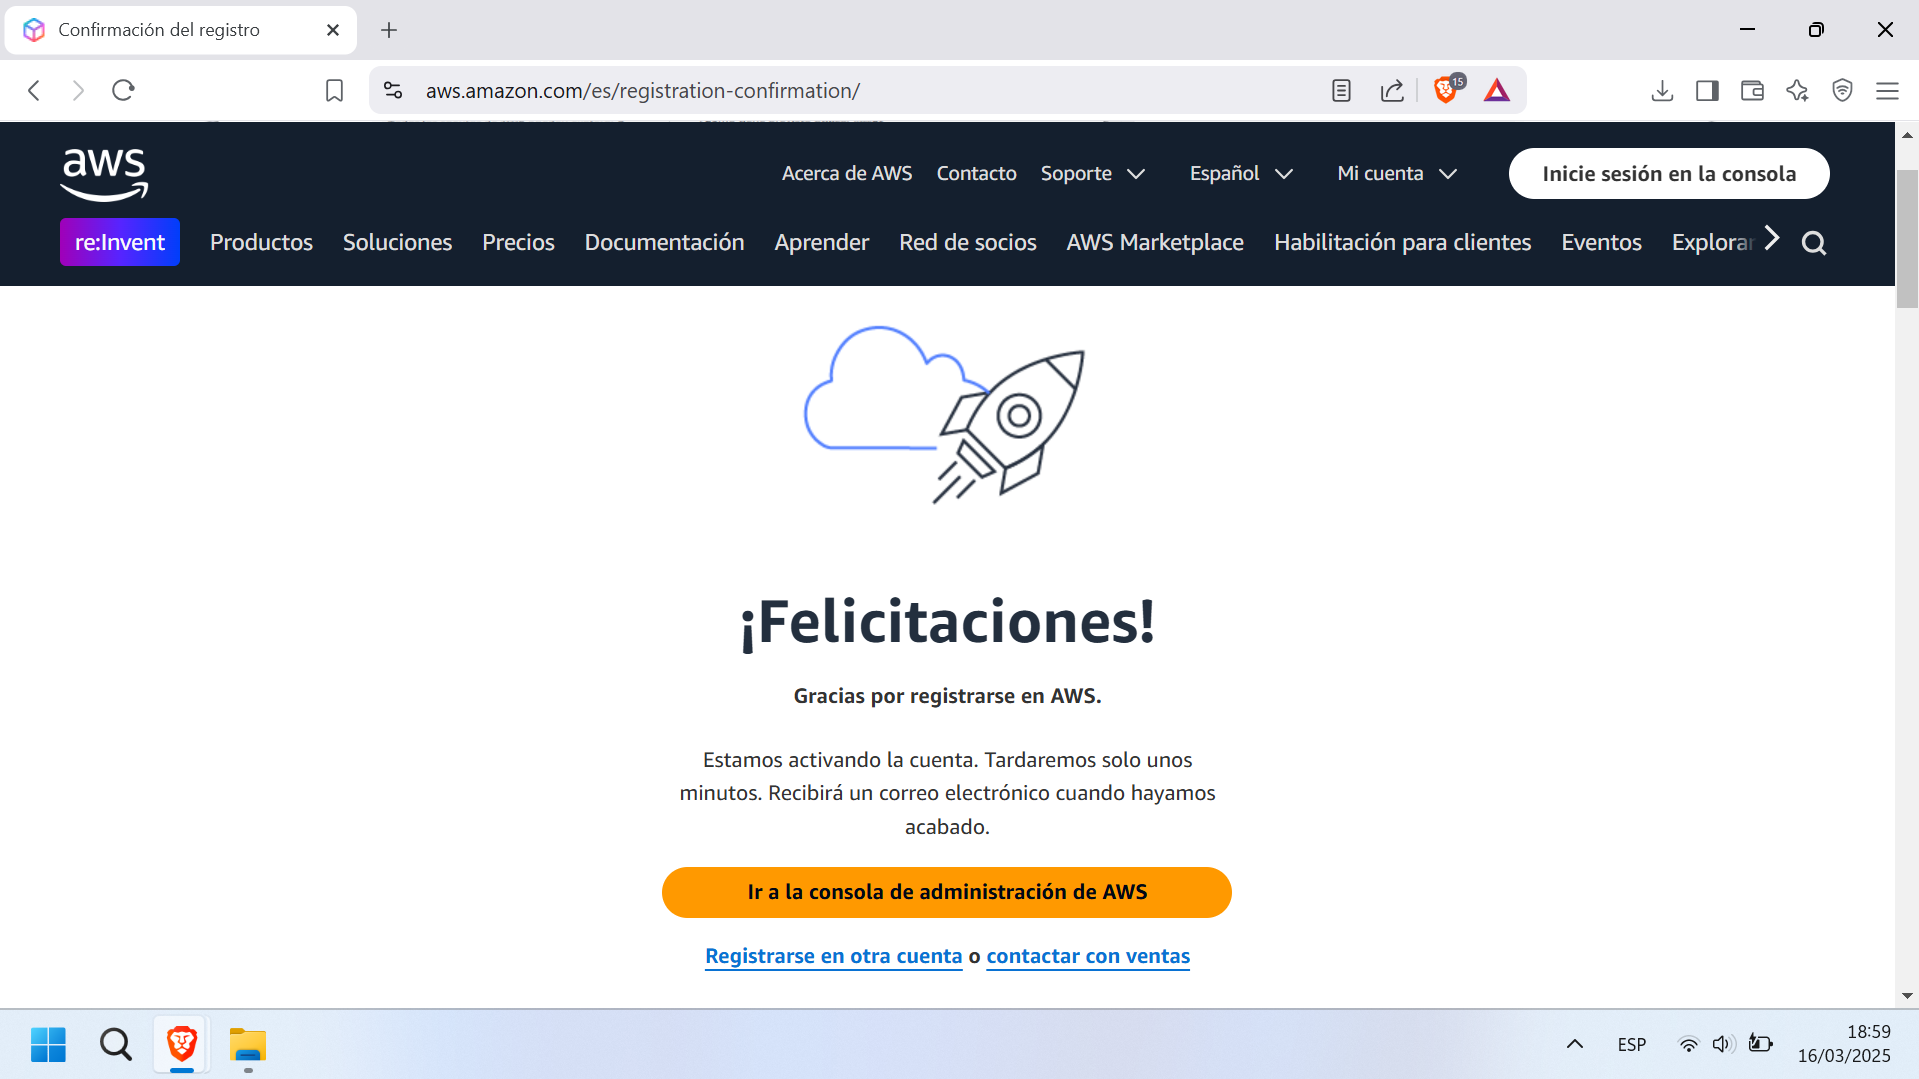 Confirmación del registro
aws.amazon.com/es/registration-confirmation/
15
aws
Acerca de AWS Contacto Soporte Español Mi cuenta Inicie sesión en la consola
re:Invent Productos Soluciones Precios Documentación Aprender Red de socios AWS Marketplace Habilitación para clientes Eventos Explorar
¡Felicitaciones!
Gracias por registrarse en AWS.
Estamos activando la cuenta. Tardaremos solo unos
minutos. Recibirá un correo electrónico cuando hayamos
acabado.
Ir a la consola de administración de AWS
Registrarse en otra cuenta o contactar con ventas
ESP
18:59
16/03/2025